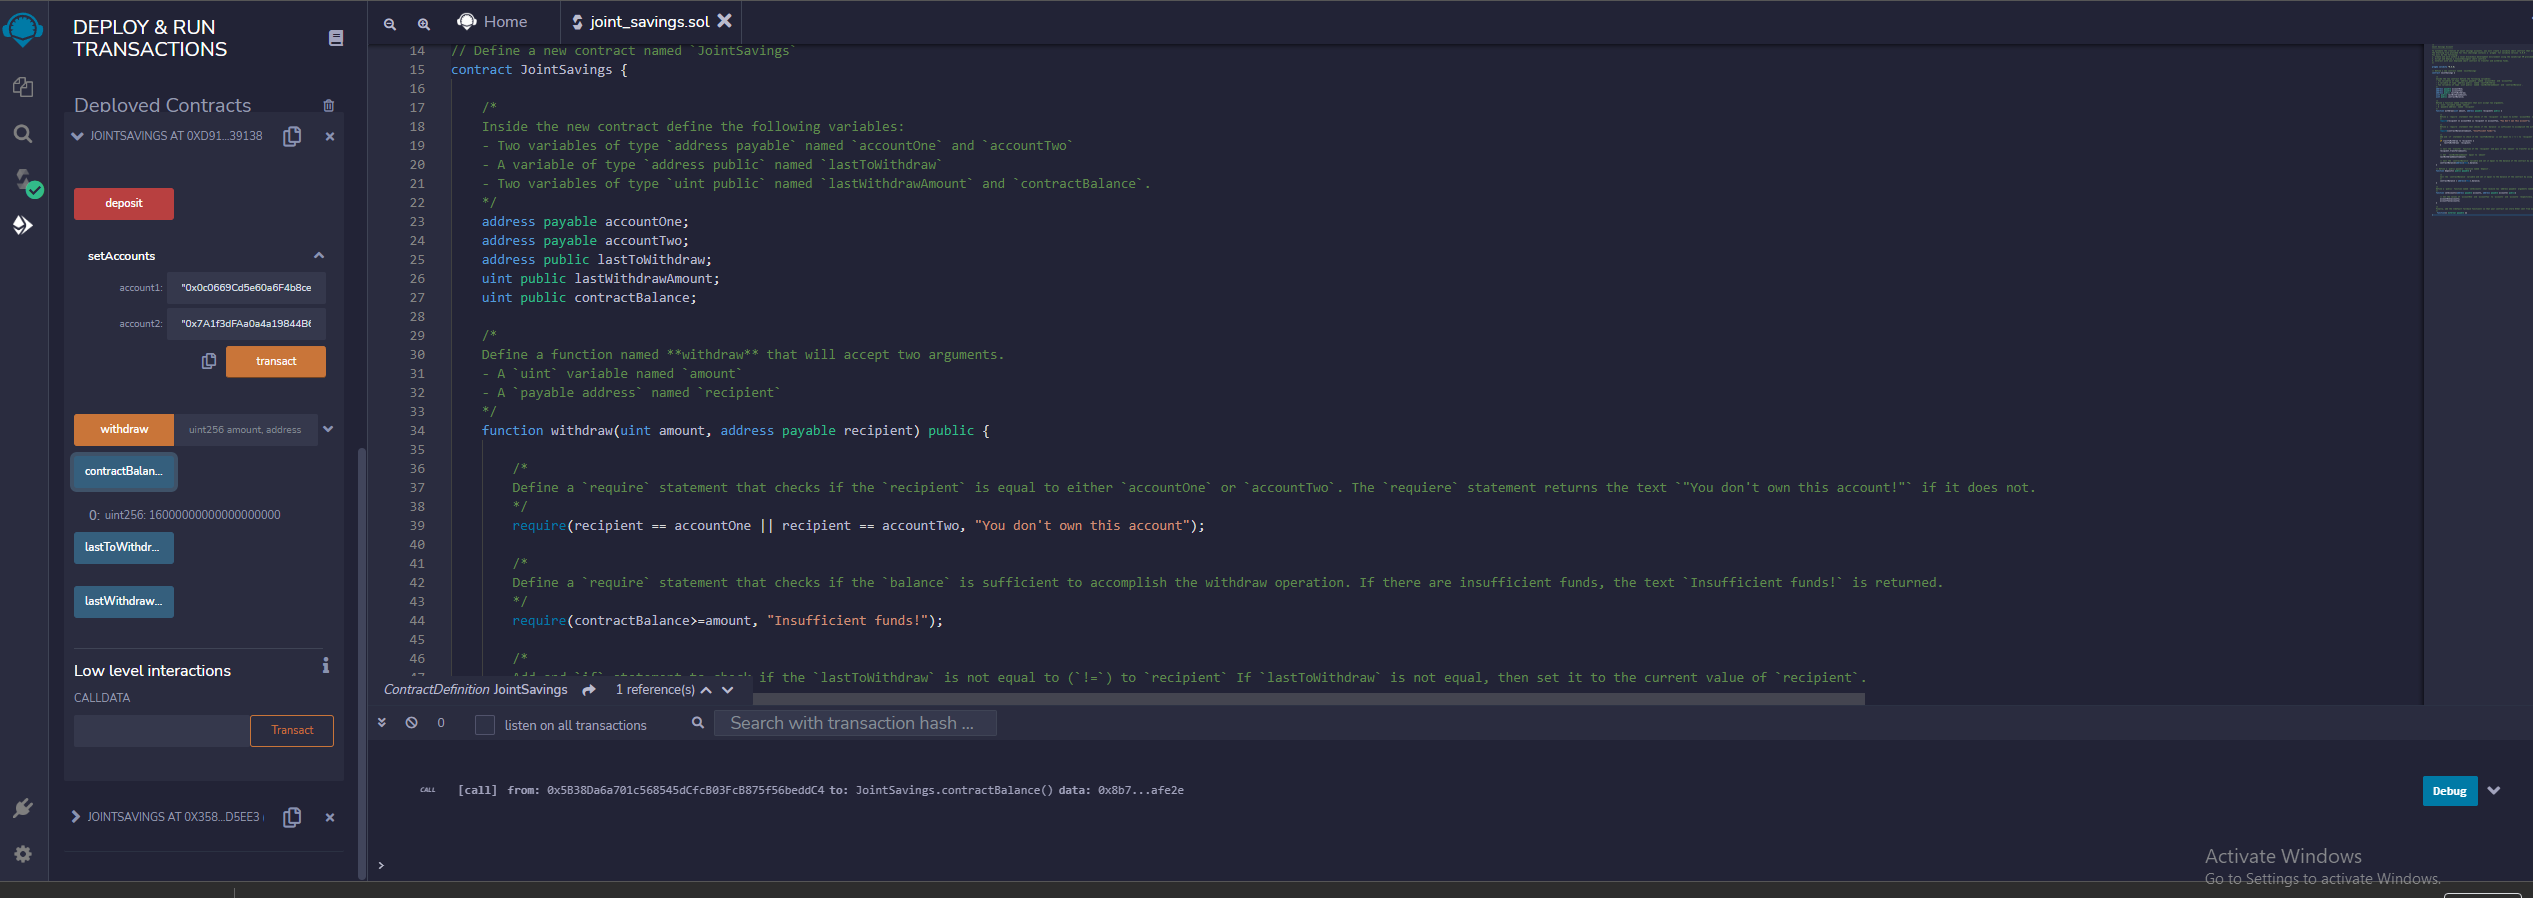 DEPLOY & RUN
TRANSACTIONS
Deployed Contracts
JOINTSAVINGS AT 0XD91...39138
deposit
setAccounts
account1: "0x0c0669Cd5e60a6F4b8ce
account2: "0x7A1f3dFAa0a4a19844B6
transact
withdraw uint256 amount, address
contractBalan...
0: uint256: 16000000000000000000
lastToWithdr...
lastWithdraw...
Low level interactions
CALLDATA
Transact
JOINTSAVINGS AT 0X358...D5EE3
Home
joint_savings.sol
14 // Define a new contract named `JointSavings`
15 contract JointSavings {
16
17 /*
18 Inside the new contract define the following variables:
19 - Two variables of type `address payable` named `accountOne` and `accountTwo`
20 - A variable of type `address public` named `lastToWithdraw`
21 - Two variables of type `uint public` named `lastWithdrawAmount` and `contractBalance`.
22 */
23 address payable accountOne;
24 address payable accountTwo;
25 address public lastToWithdraw;
26 uint public lastWithdrawAmount;
27 uint public contractBalance;
28
29 /*
30 Define a function named **withdraw** that will accept two arguments.
31 - A `uint` variable named `amount`
32 - A `payable address` named `recipient`
33 */
34 function withdraw(uint amount, address payable recipient) public {
35
36 /*
37 Define a `require` statement that checks if the `recipient` is equal to either `accountOne` or `accountTwo`. The `requiere` statement returns the text `"You don't own this account!"` if it does not.
38 */
39 require(recipient == accountOne || recipient == accountTwo, "You don't own this account");
40
41 /*
42 Define a `require` statement that checks if the `balance` is sufficient to accomplish the withdraw operation. If there are insufficient funds, the text `Insufficient funds!` is returned.
43 */
44 require(contractBalance>=amount, "Insufficient funds!");
45
46 /*
if the `lastToWithdraw` is not equal to (`!=`) to `recipient` If `lastToWithdraw` is not equal, then set it to the current value of `recipient`.
ContractDefinition JointSavings 1 reference(s)
0 listen on all transactions Search with transaction hash ...
CALL [call] from: 0x5B38Da6a701c568545dCfcB03FcB875f56beddC4 to: JointSavings.contractBalance() data: 0x8b7...afe2e
Debug
>
Activate Windows
Go to Settings to activate Windows.